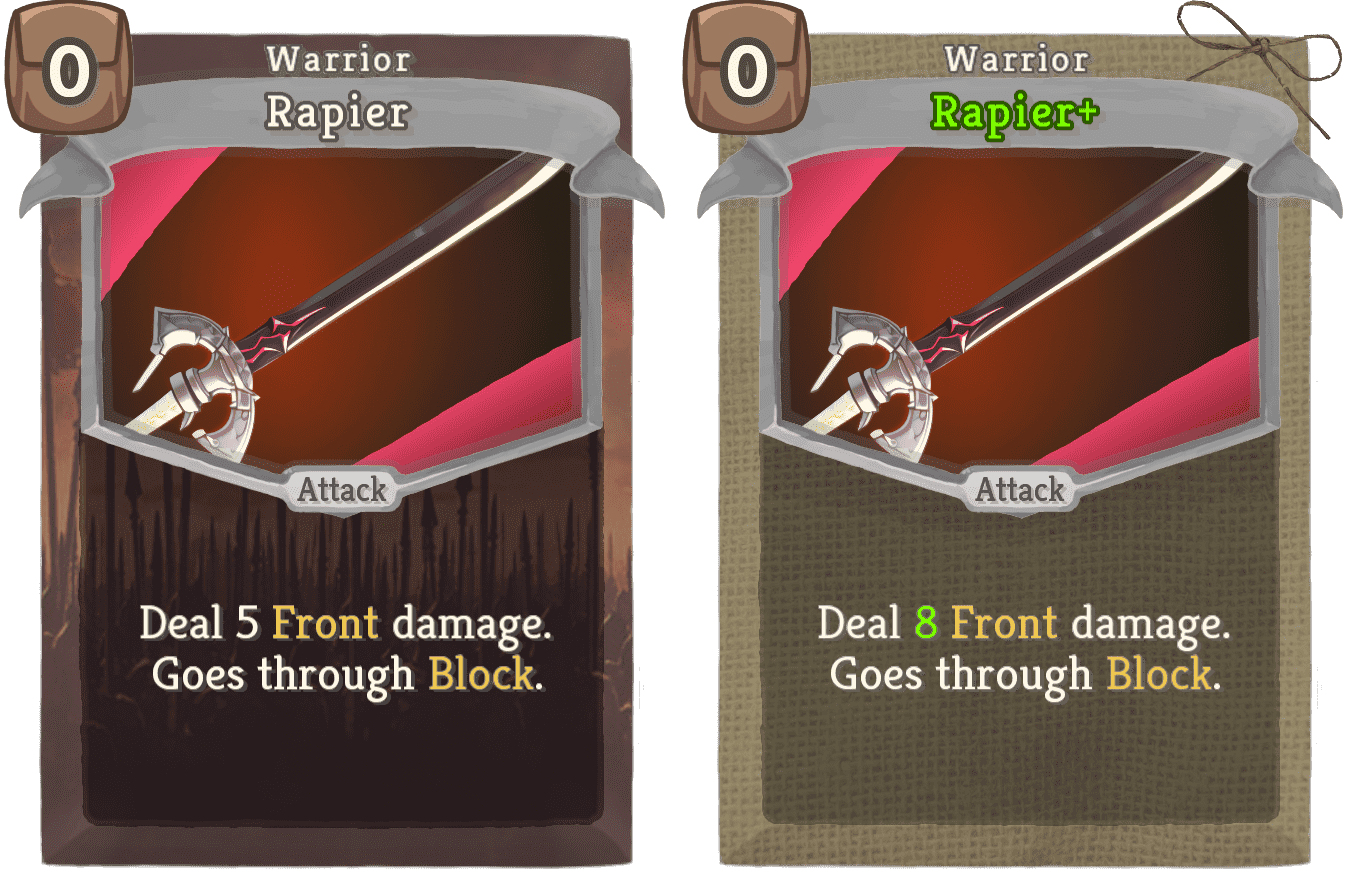 0
Warrior
Rapier
Attack
Deal 5 Front damage.
Goes through Block.
0
Warrior
Rapier+
Attack
Deal 8 Front damage.
Goes through Block.